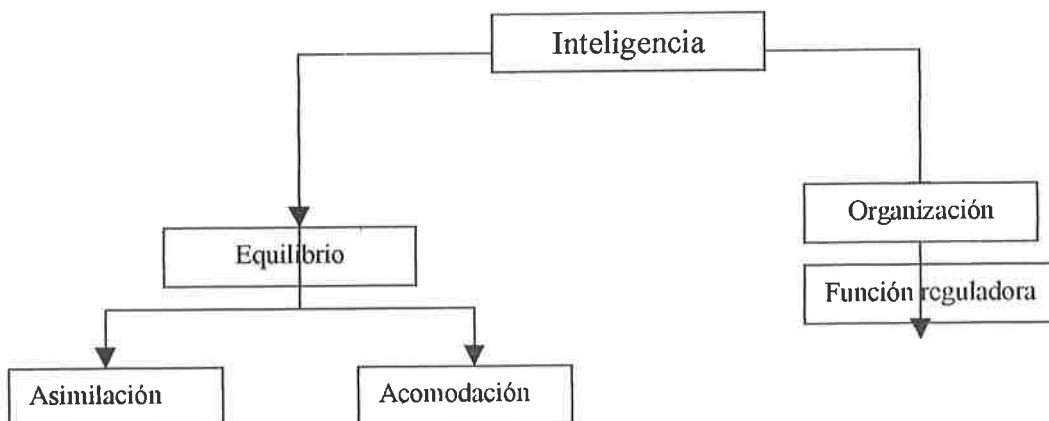 Inteligencia
Organización
Equilibrio
Función reguladora
Asimilación
Acomodación